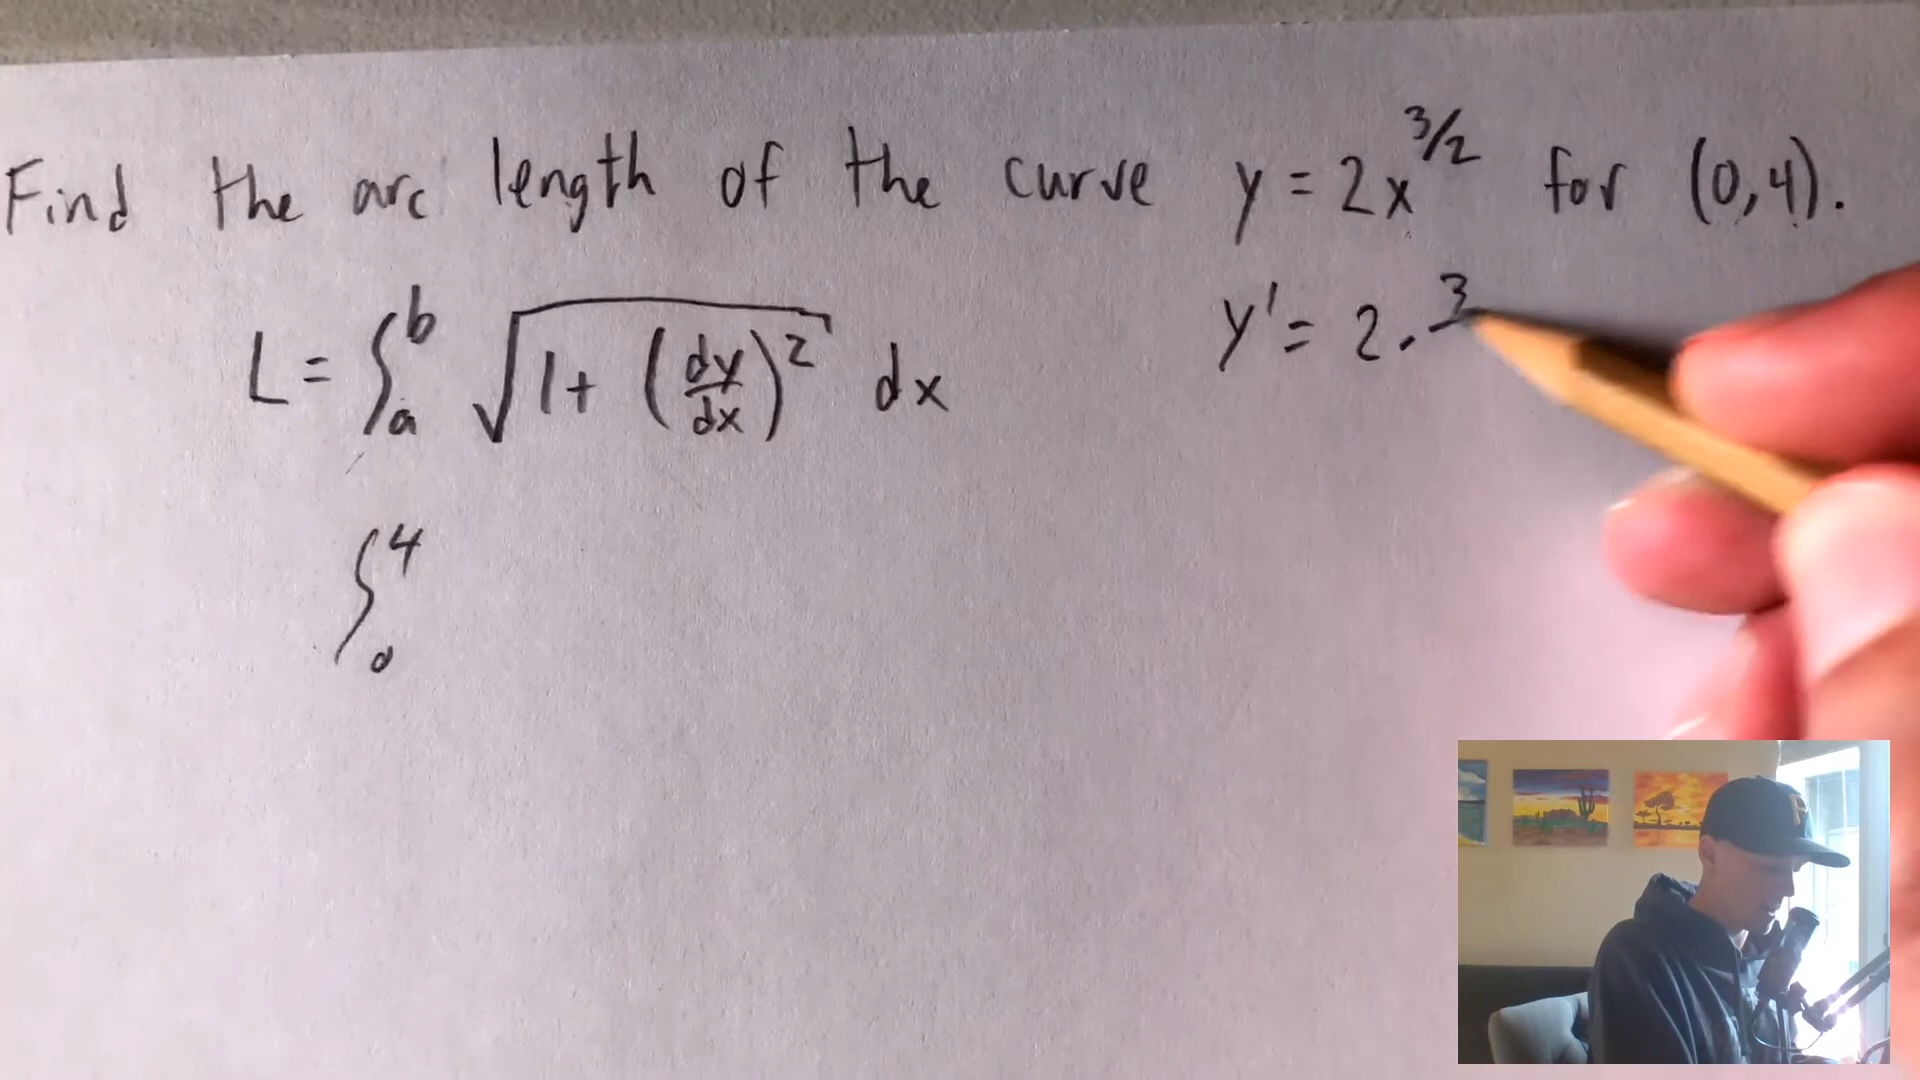 Find the arc length of the curve y = 2x^{3/2} for (0,4).
L = ∫_a^b √(1 + (dy/dx)^2) dx
y' = 2 · 3
∫_0^4